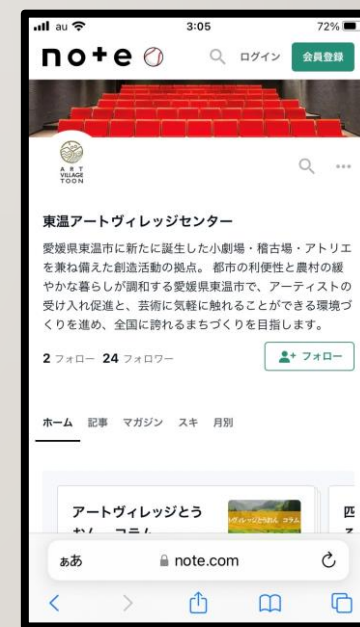 au 3:05 72%
note ログイン 会員登録
ART
VILLAGE
TOON
東温アートヴィレッジセンター
愛媛県東温市に新たに誕生した小劇場・稽古場・アトリエ
を兼ね備えた創造活動の拠点。 都市の利便性と農村の緩
やかな暮らしが調和する愛媛県東温市で、アーティストの
受け入れ促進と、芸術に気軽に触れることができる環境づ
くりを進め、全国に誇れるまちづくりを目指します。
2 フォロー 24 フォロワー フォロー
ホーム 記事 マガジン スキ 月別
アートヴィレッジとう
おん コラム
ああ note.com